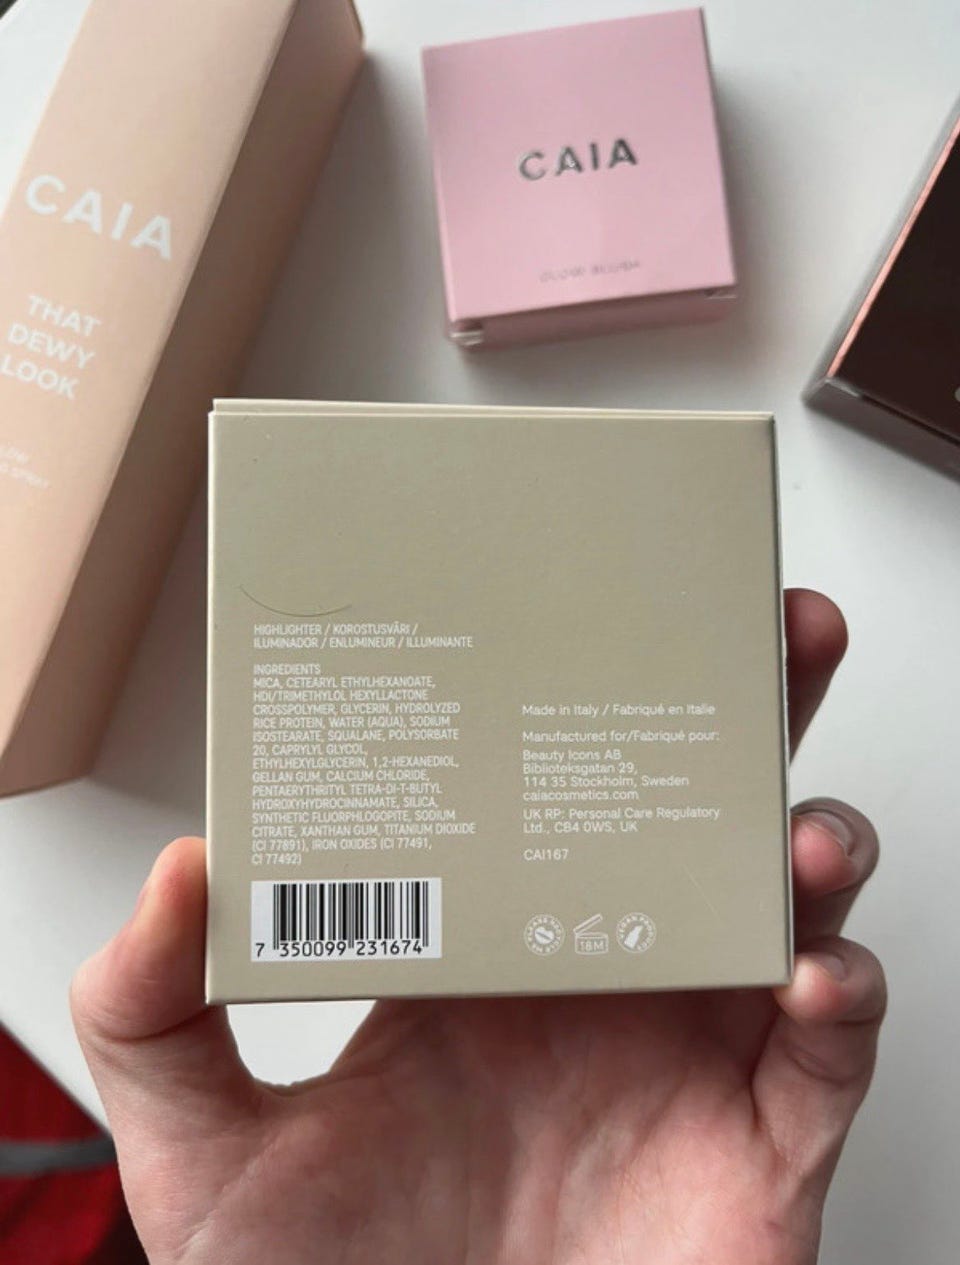 CAIA
THAT
DEWY
LOOK
SPRAY
CAIA
GLOW BLUSH
HIGHLIGHTER / KOROSTUSVÄRI /
ILUMINADOR / ENLUMINEUR / ILLUMINANTE
INGREDIENTS
MICA, CETEARYL ETHYLHEXANOATE,
HDI/TRIMETHYLOL HEXYLLACTONE
CROSSPOLYMER, GLYCERIN, HYDROLYZED
RICE PROTEIN, WATER (AQUA), SODIUM
ISOSTEARATE, SQUALANE, POLYSORBATE
20, CAPRYLYL GLYCOL,
ETHYLHEXYLGLYCERIN, 1,2-HEXANEDIOL,
GELLAN GUM, CALCIUM CHLORIDE,
PENTAERYTHRITYL TETRA-DI-T-BUTYL
HYDROXYHYDROCINNAMATE, SILICA,
SYNTHETIC FLUORPHLOGOPITE, SODIUM
CITRATE, XANTHAN GUM, TITANIUM DIOXIDE
(CI 77891), IRON OXIDES (CI 77491,
CI 77492)
7 350099 231674
Made in Italy / Fabriqué en Italie
Manufactured for/Fabriqué pour:
Beauty Icons AB
Biblioteksgatan 29,
114 35 Stockholm, Sweden
caiacosmetics.com
UK RP: Personal Care Regulatory
Ltd., CB4 0WS, UK
CAI167
18M